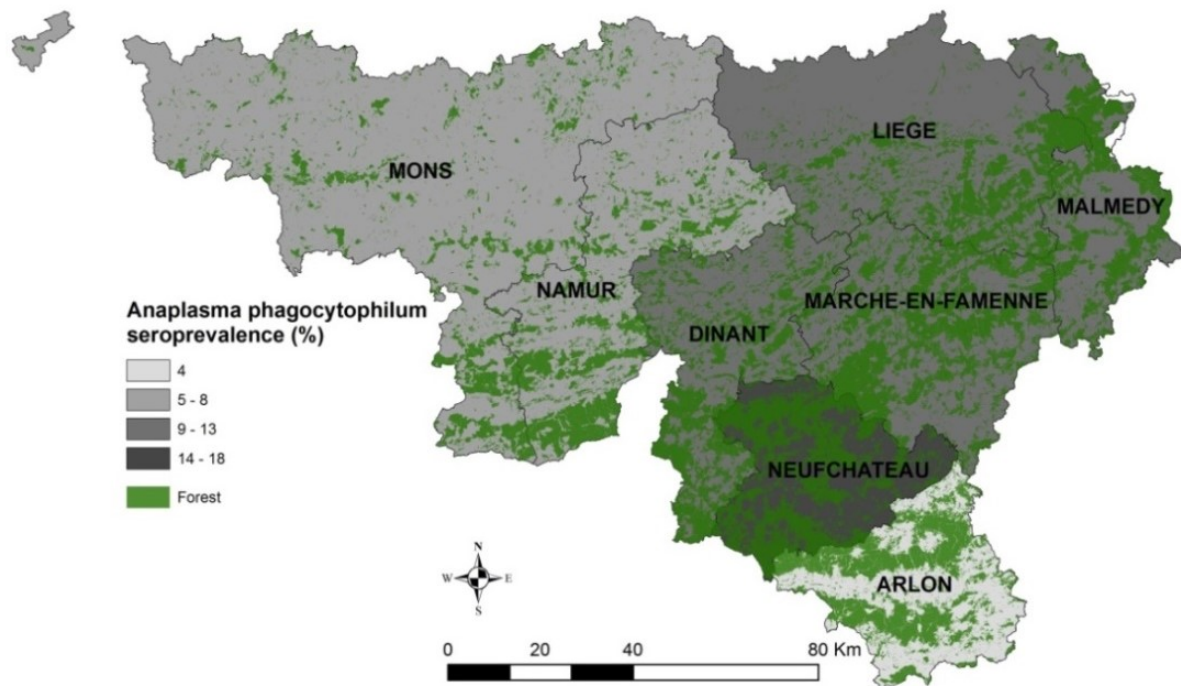 LIEGE
MONS
MALMEDY
NAMUR
MARCHE-EN-FAMENNE
DINANT
NEUFCHATEAU
ARLON
Anaplasma phagocytophilum
seroprevalence (%)
4
5 - 8
9 - 13
14 - 18
Forest
N
W E
S
0 20 40 80 Km